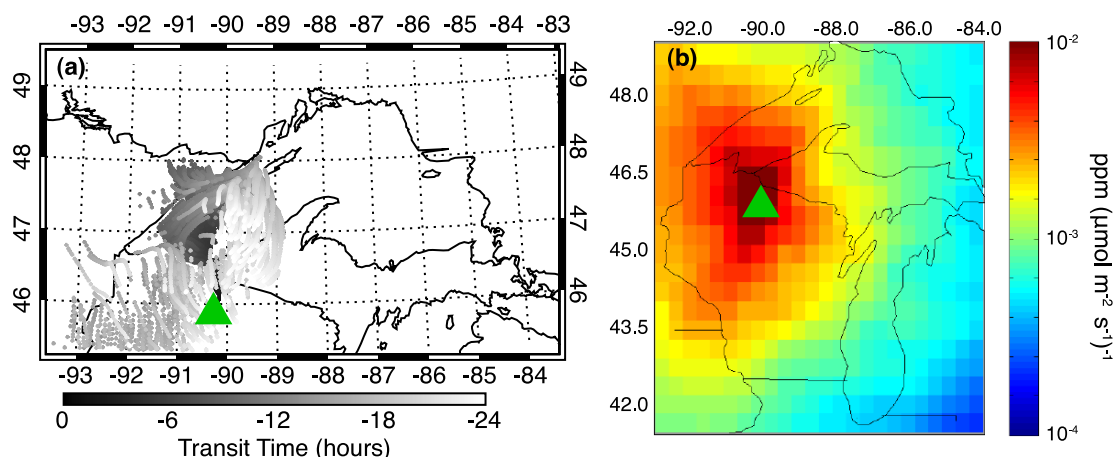 -93 -92 -91 -90 -89 -88 -87 -86 -85 -84 -83
(a)
49 48 47 46
49 48 47 46
-93 -92 -91 -90 -89 -88 -87 -86 -85 -84
0 -6 -12 -18 -24
Transit Time (hours)
-92.0 -90.0 -88.0 -86.0 -84.0
(b)
48.0
46.5
45.0
43.5
42.0
10-2
10-3
10-4
ppm (µmol m-2 s-1)-1